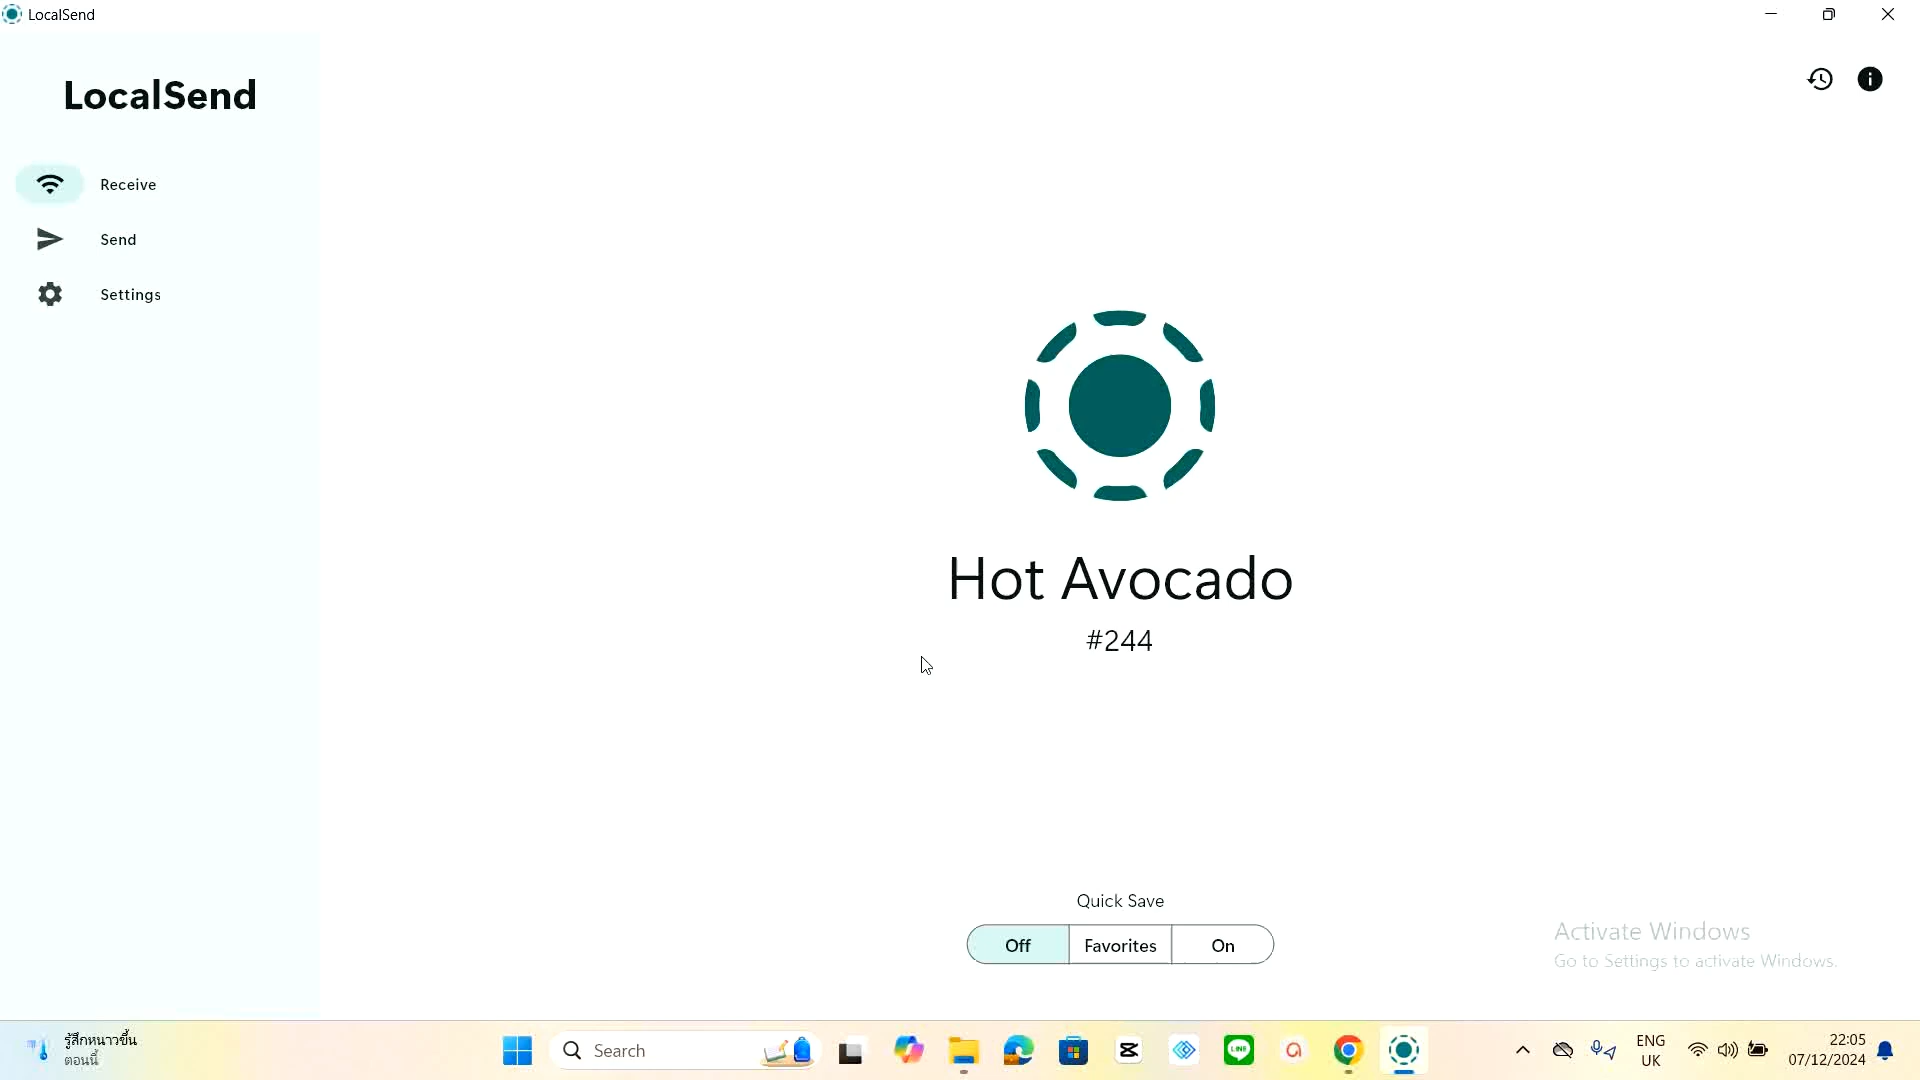 LocalSend
LocalSend
Receive
Send
Settings
Hot Avocado
#244
Quick Save
Off Favorites On
Activate Windows
Go to Settings to activate Windows.
รู้สึกหนาวขึ้น
ตอนนี้
Search
LINE
ENG
UK
22:05
07/12/2024